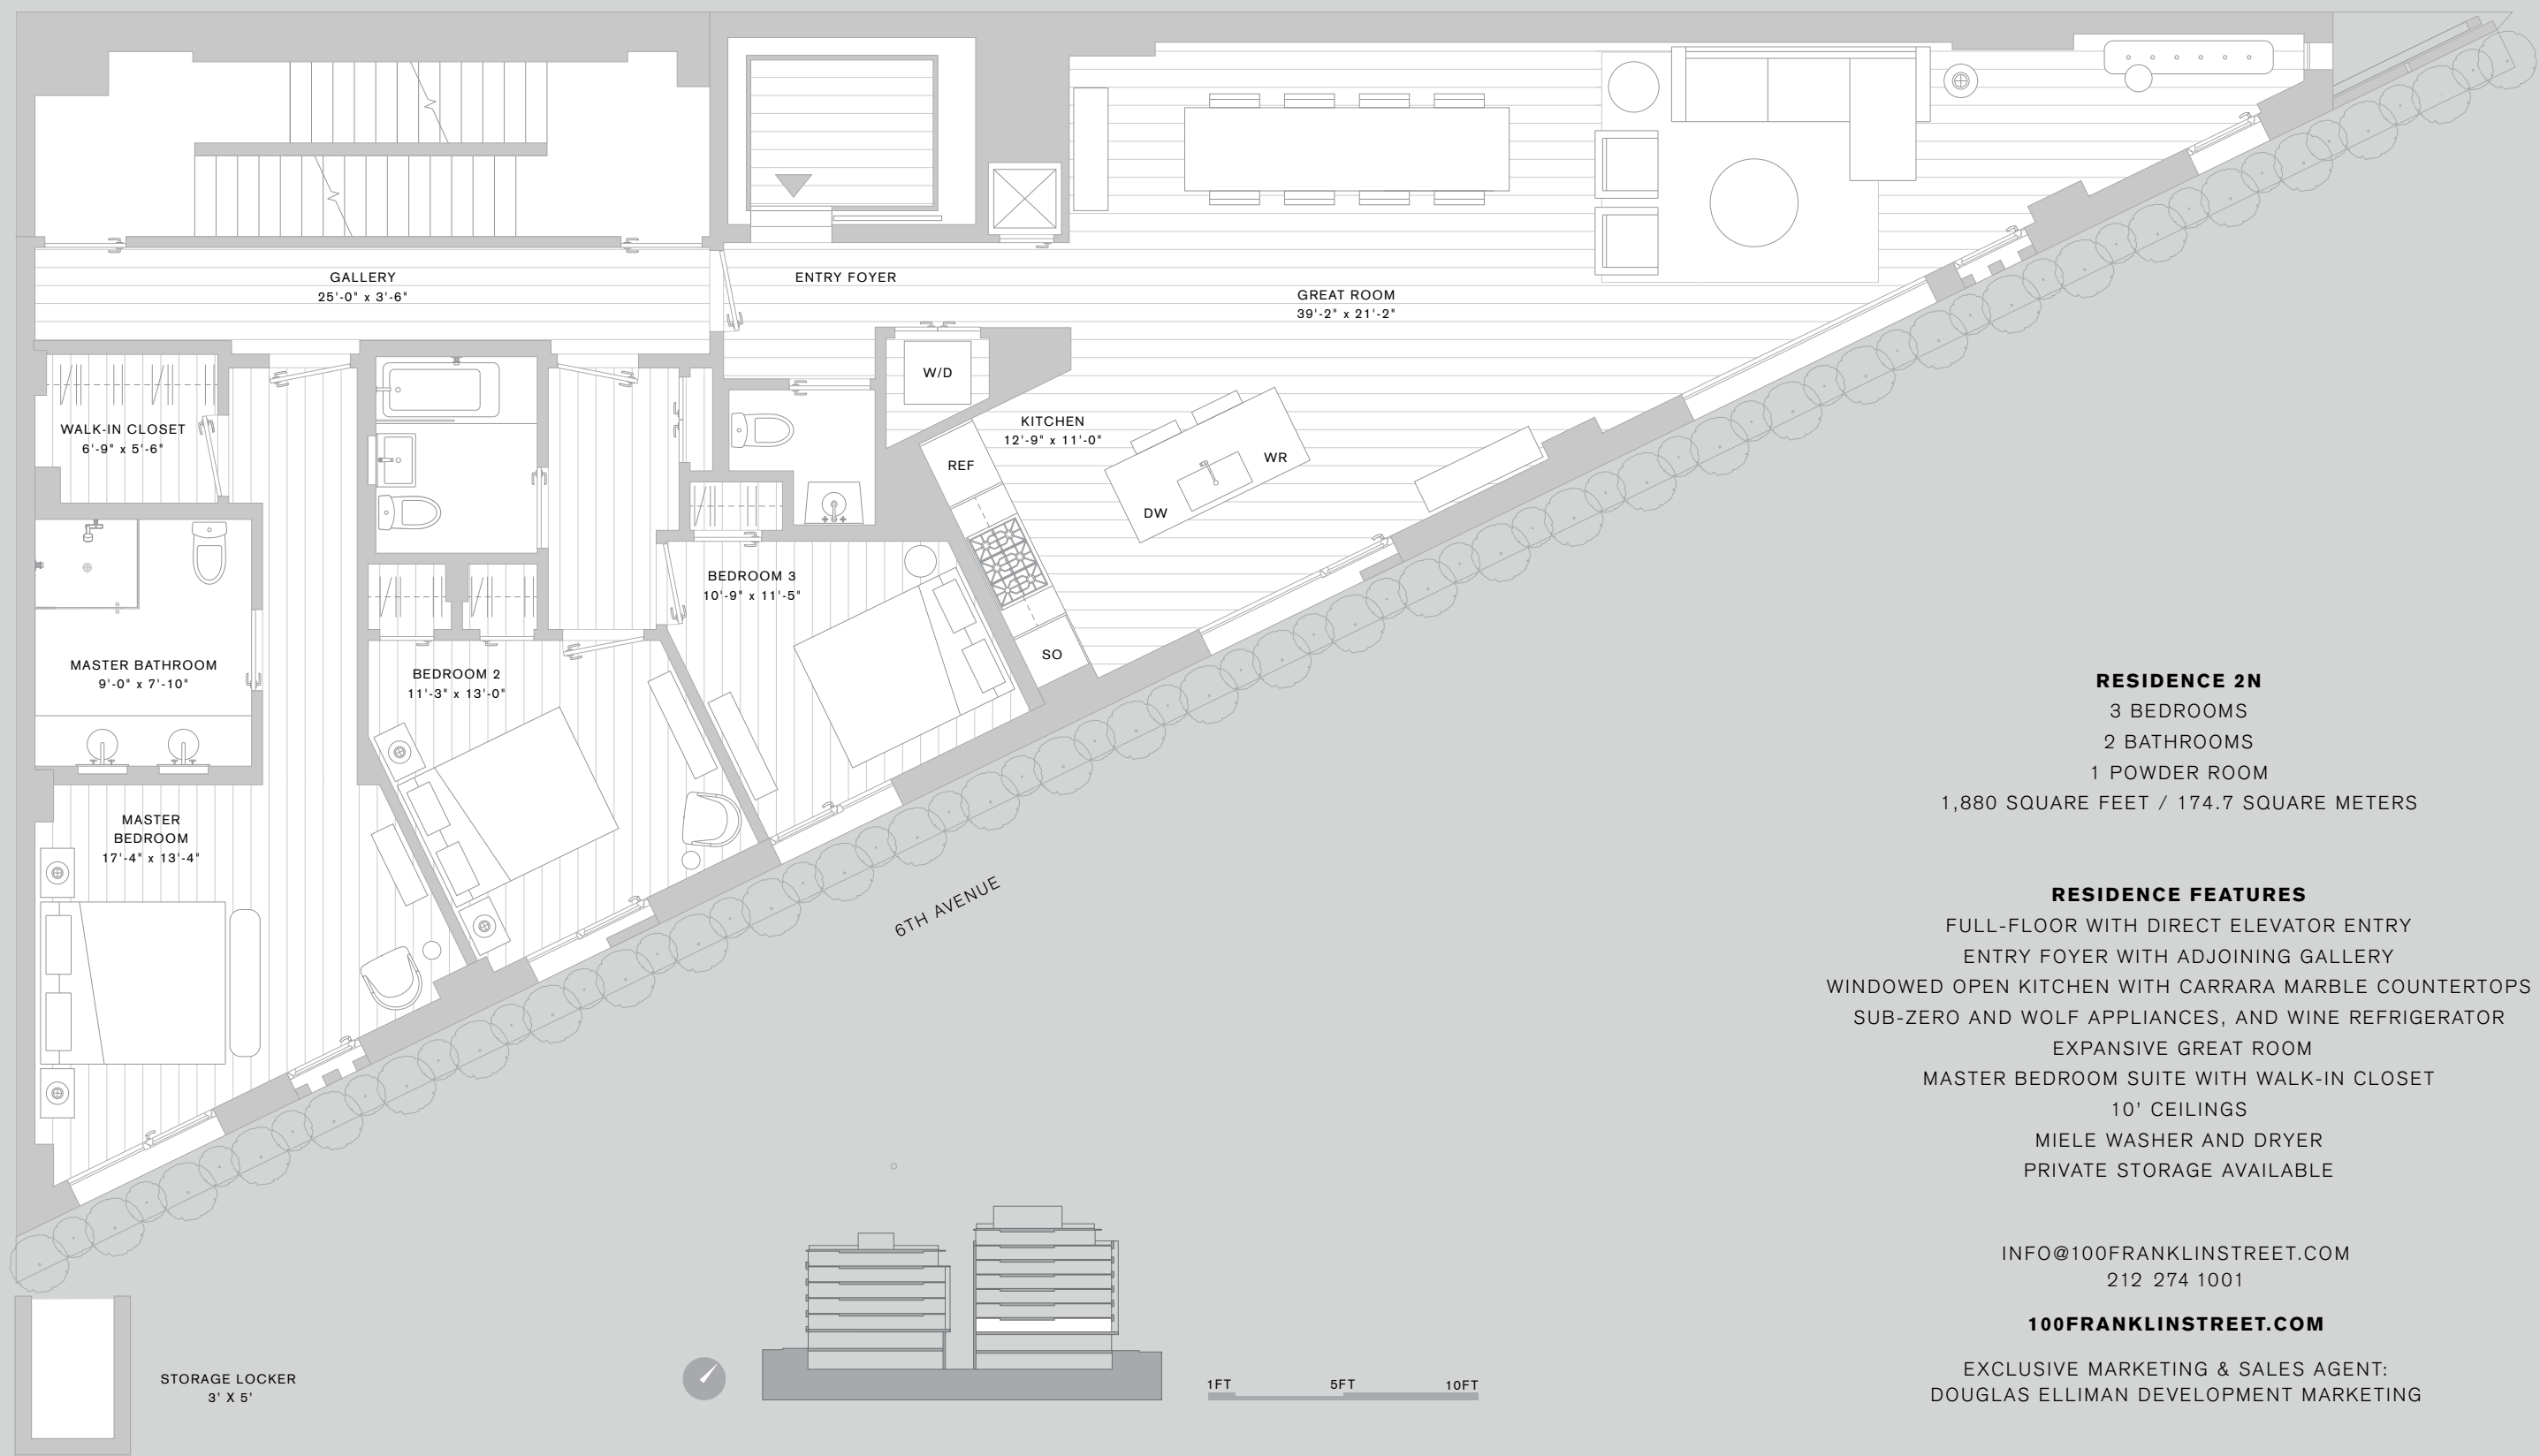 GALLERY
25'-0" x 3'-6"
ENTRY FOYER
GREAT ROOM
39'-2" x 21'-2"
W/D
WALK-IN CLOSET
6'-9" x 5'-6"
KITCHEN
12'-9" x 11'-0"
REF
WR
DW
SO
BEDROOM 3
10'-9" x 11'-5"
MASTER BATHROOM
9'-0" x 7'-10"
BEDROOM 2
11'-3" x 13'-0"
MASTER
BEDROOM
17'-4" x 13'-4"
6TH AVENUE
RESIDENCE 2N
3 BEDROOMS
2 BATHROOMS
1 POWDER ROOM
1,880 SQUARE FEET / 174.7 SQUARE METERS
RESIDENCE FEATURES
FULL-FLOOR WITH DIRECT ELEVATOR ENTRY
ENTRY FOYER WITH ADJOINING GALLERY
WINDOWED OPEN KITCHEN WITH CARRARA MARBLE COUNTERTOPS
SUB-ZERO AND WOLF APPLIANCES, AND WINE REFRIGERATOR
EXPANSIVE GREAT ROOM
MASTER BEDROOM SUITE WITH WALK-IN CLOSET
10' CEILINGS
MIELE WASHER AND DRYER
PRIVATE STORAGE AVAILABLE
INFO@100FRANKLINSTREET.COM
212 274 1001
100FRANKLINSTREET.COM
EXCLUSIVE MARKETING & SALES AGENT:
DOUGLAS ELLIMAN DEVELOPMENT MARKETING
STORAGE LOCKER
3' X 5'
1FT 5FT 10FT